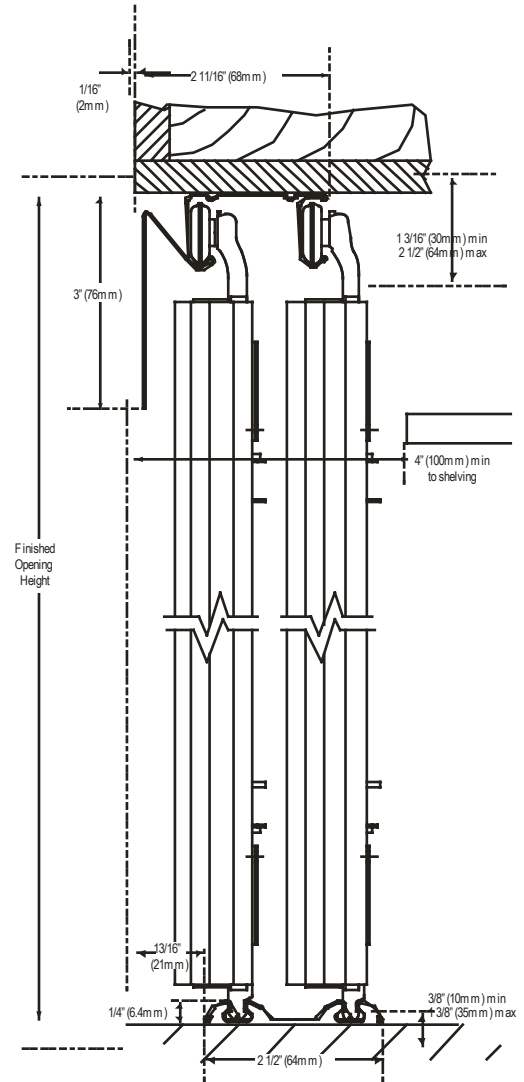 1/16"
(2mm)
2 11/16" (68mm)
1 3/16" (30mm) min
2 1/2" (64mm) max
3" (76mm)
4" (100mm) min
to shelving
Finished
Opening
Height
13/16"
(21mm)
1/4" (6.4mm)
3/8" (10mm) min
3/8" (35mm) max
2 1/2" (64mm)